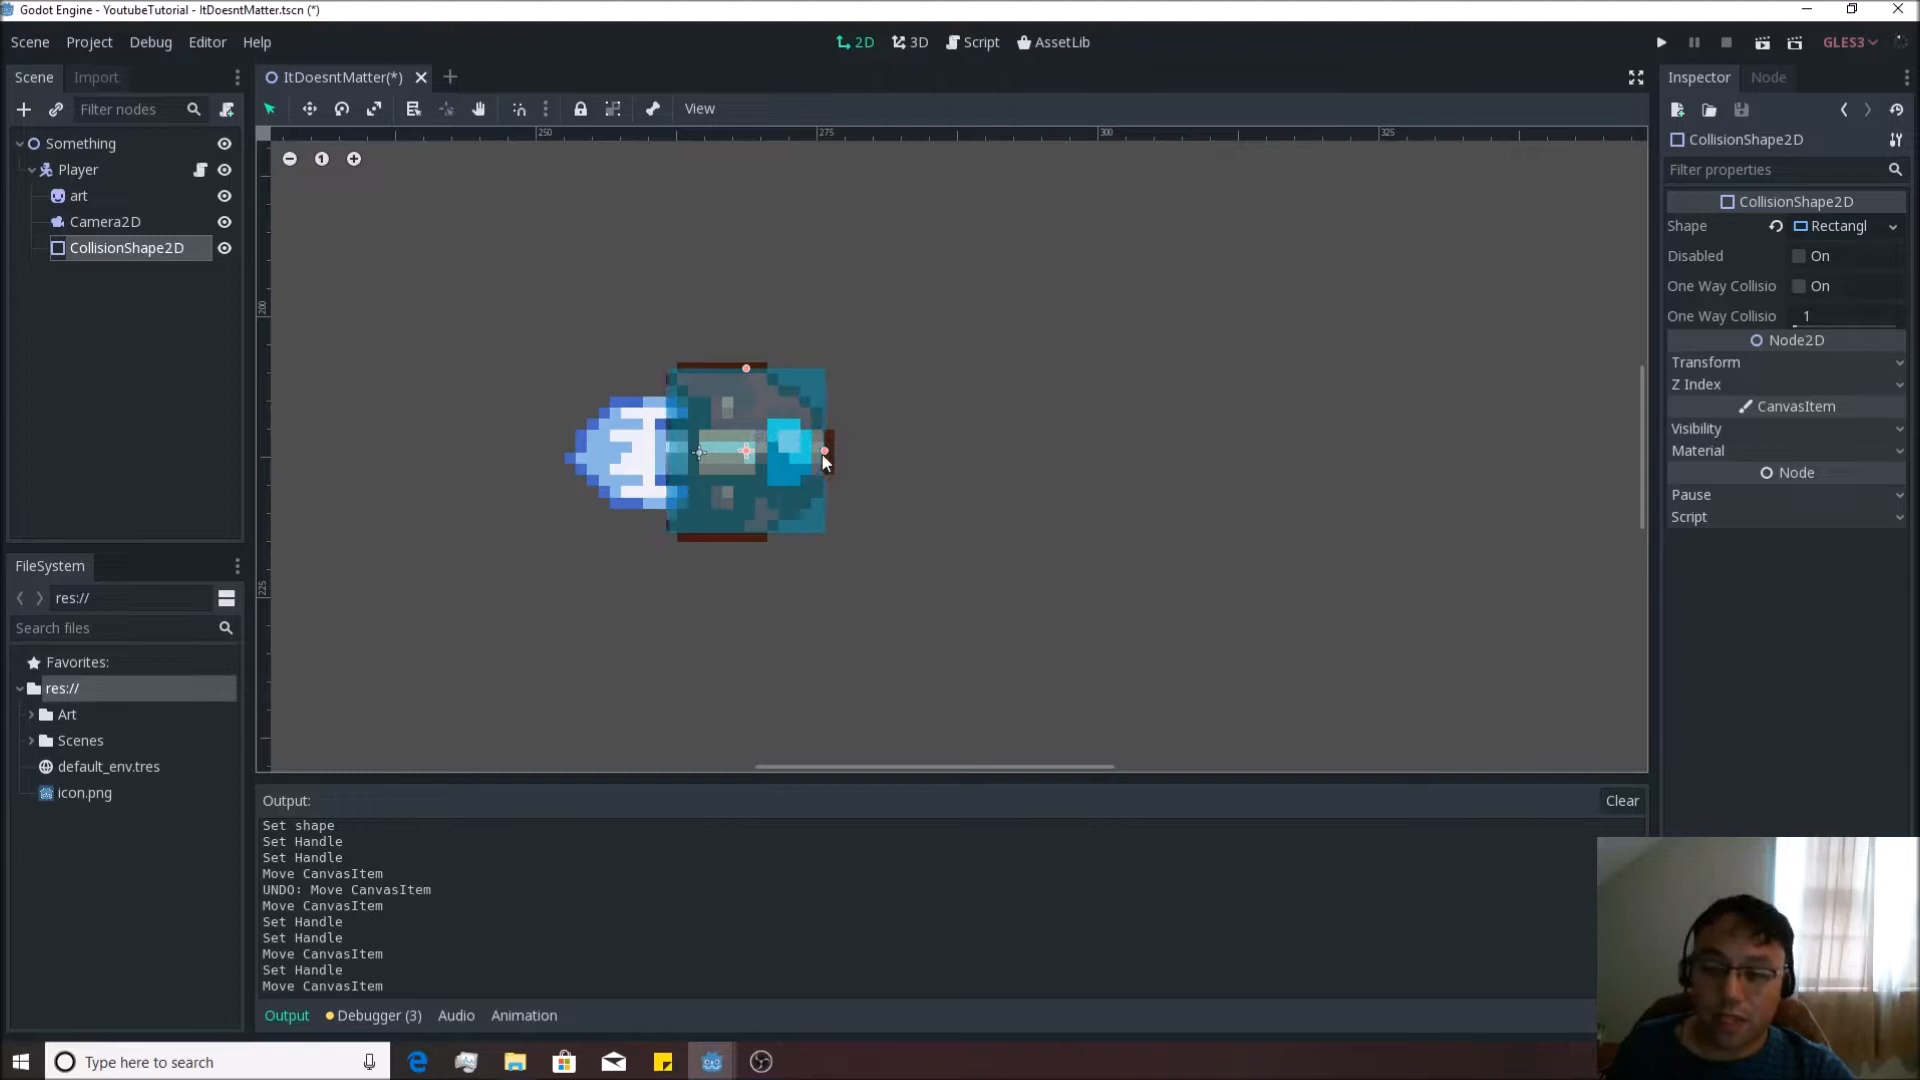 Godot Engine - YoutubeTutorial - ItDoesntMatter.tscn (*)
Scene Project Debug Editor Help
2D 3D Script AssetLib
GLES3
Scene Import
ItDoesntMatter(*)
Inspector Node
Filter nodes
View
Something
Player
art
Camera2D
CollisionShape2D
250 275 300 325
200
225
1
CollisionShape2D
Filter properties
CollisionShape2D
Shape Rectangl
Disabled On
One Way Collisio On
One Way Collisio 1
Node2D
Transform
Z Index
CanvasItem
Visibility
Material
Node
Pause
Script
FileSystem
res://
Search files
Favorites:
res://
Art
Scenes
default_env.tres
icon.png
Output:
Clear
Set shape
Set Handle
Set Handle
Move CanvasItem
UNDO: Move CanvasItem
Move CanvasItem
Set Handle
Set Handle
Move CanvasItem
Set Handle
Move CanvasItem
Output Debugger (3) Audio Animation
Type here to search